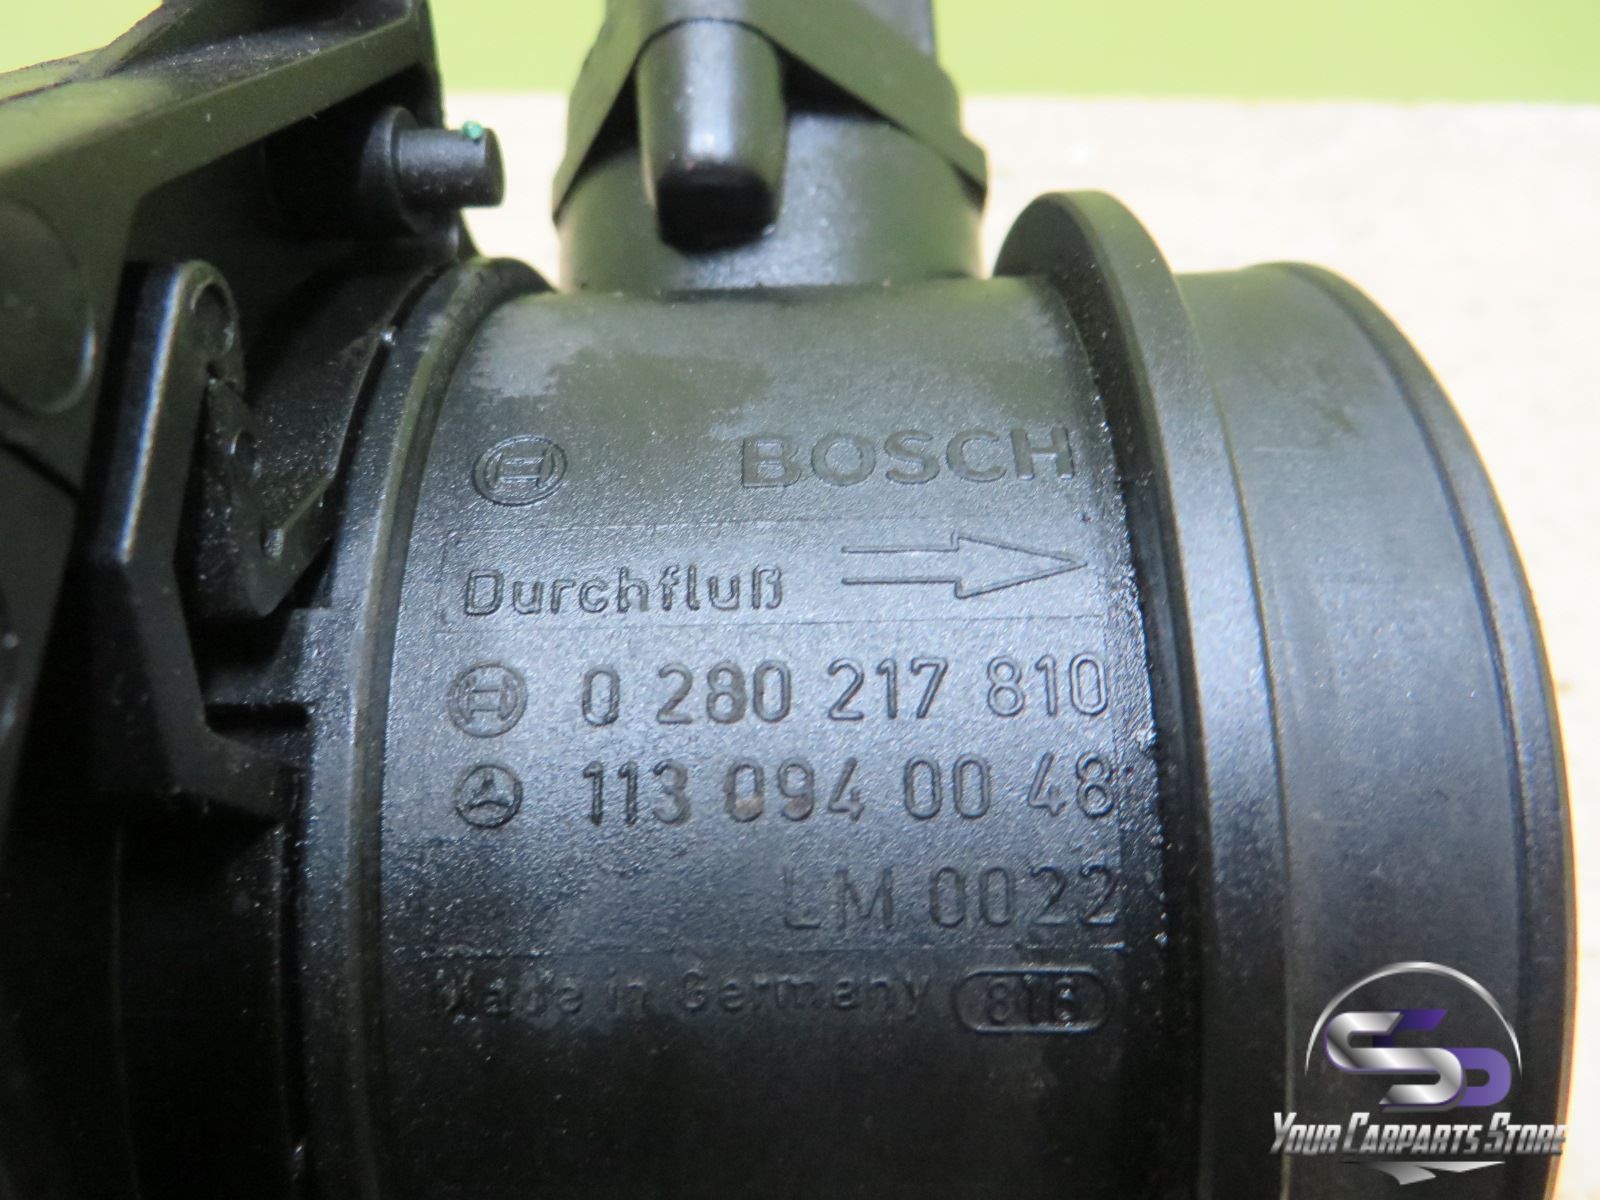 BOSCH
Durchfluß
0 280 217 810
113 094 00 48
LM 0022
Made in Germany 816
YOUR CARPARTS STORE